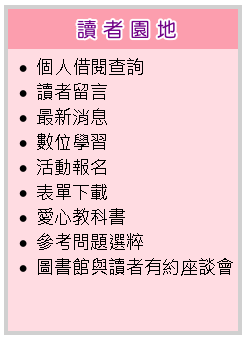 讀者園地
個人借閱查詢
讀者留言
最新消息
數位學習
活動報名
表單下載
愛心教科書
參考問題選粹
圖書館與讀者有約座談會